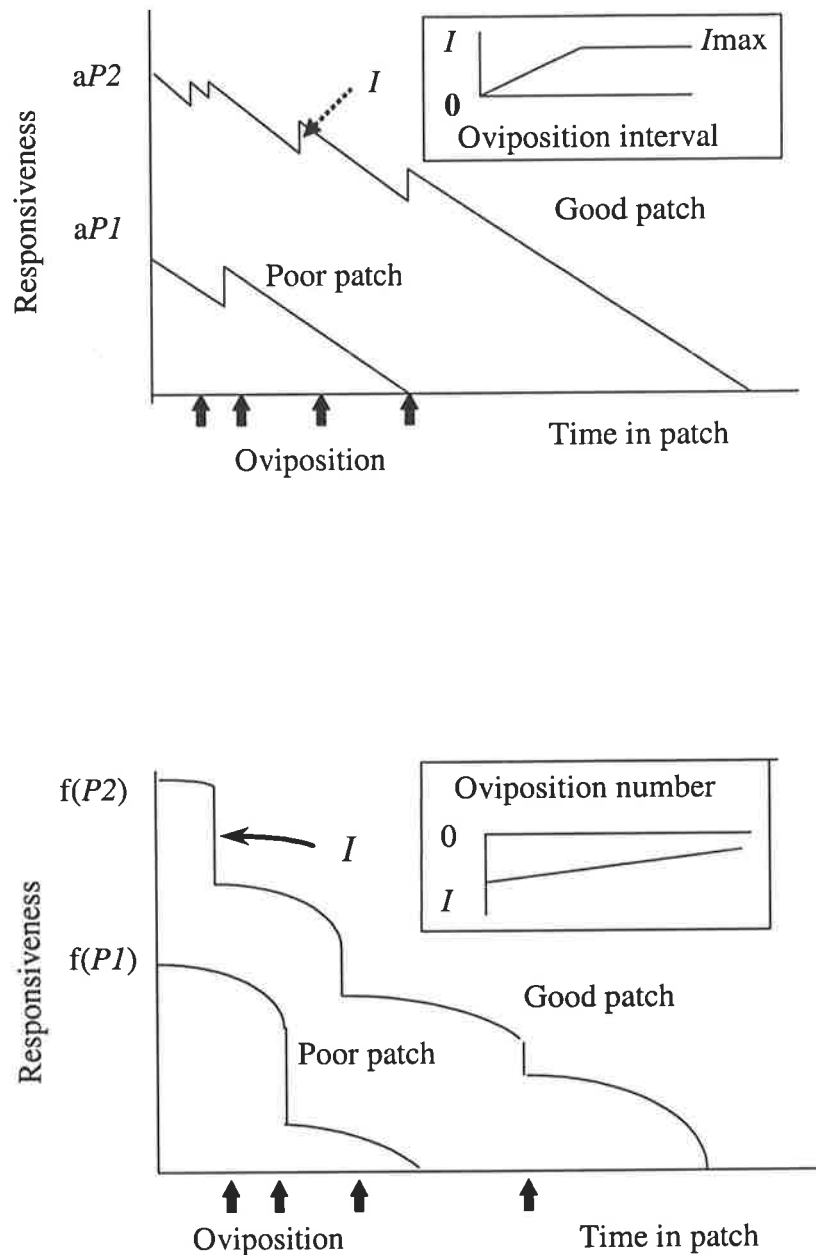 I
Imax
0
Oviposition interval
aP2
I
Responsiveness
Good patch
aP1
Poor patch
Time in patch
Oviposition
Oviposition number
f(P2)
0
I
I
f(P1)
Good patch
Responsiveness
Poor patch
Oviposition
Time in patch